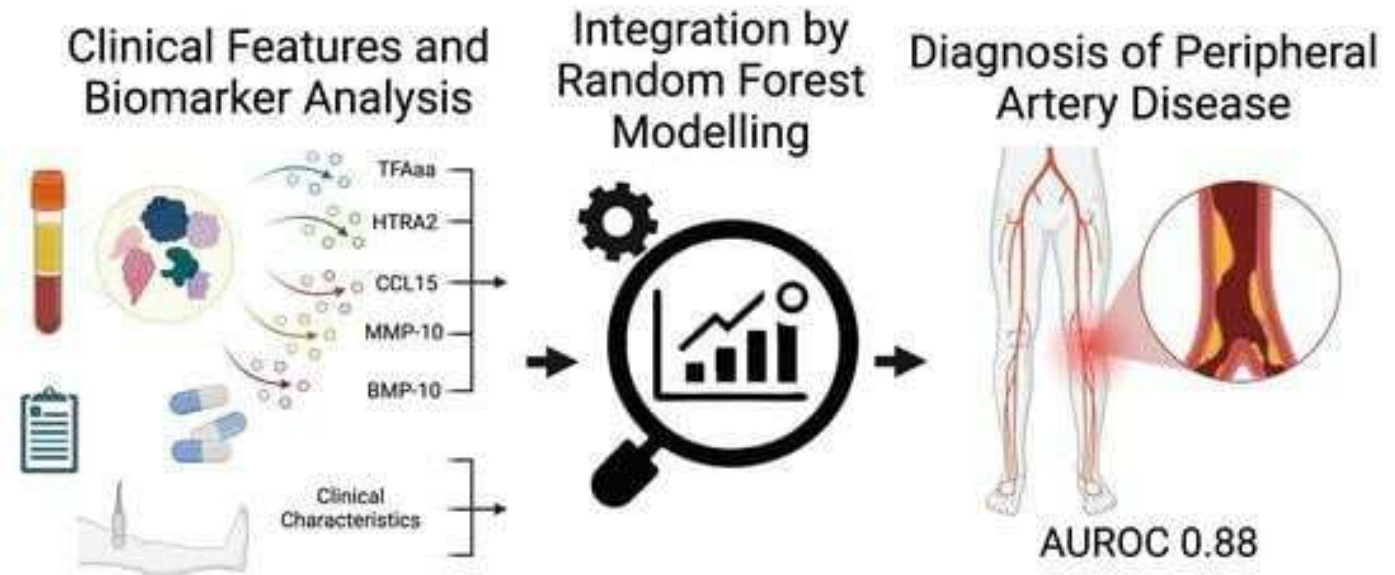 Clinical Features and
Biomarker Analysis
TFAaa
HTRA2
CCL15
MMP-10
BMP-10
Clinical
Characteristics
Integration by
Random Forest
Modelling
Diagnosis of Peripheral
Artery Disease
AUROC 0.88